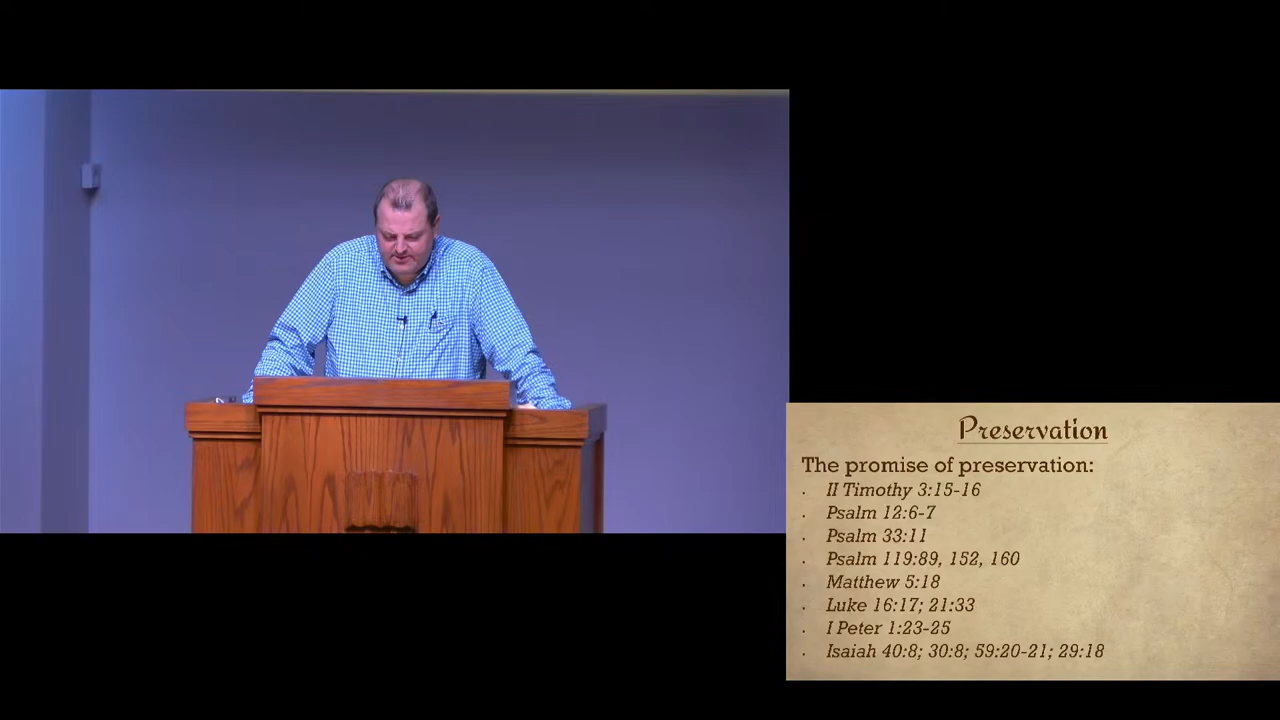 Preservation
The promise of preservation:
· II Timothy 3:15-16
· Psalm 12:6-7
· Psalm 33:11
· Psalm 119:89, 152, 160
· Matthew 5:18
· Luke 16:17; 21:33
· I Peter 1:23-25
· Isaiah 40:8; 30:8; 59:20-21; 29:18